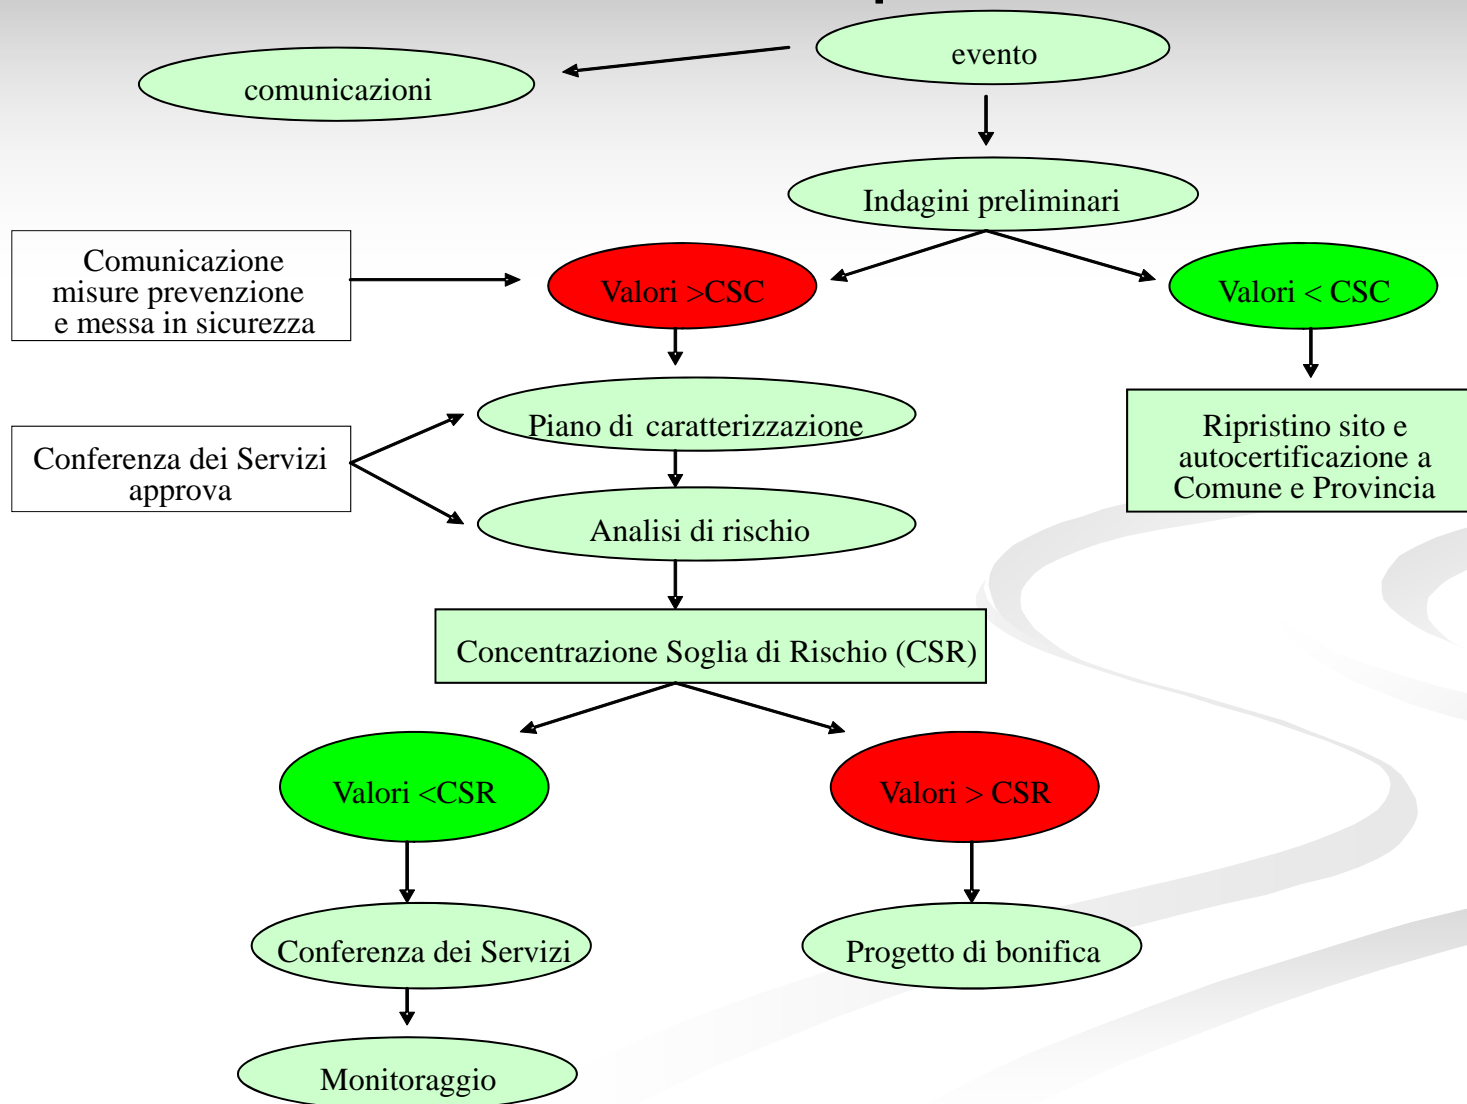 evento
comunicazioni
Indagini preliminari
Comunicazione
misure prevenzione
e messa in sicurezza
Valori >CSC
Valori < CSC
Piano di caratterizzazione
Ripristino sito e
autocertificazione a
Comune e Provincia
Conferenza dei Servizi
approva
Analisi di rischio
Concentrazione Soglia di Rischio (CSR)
Valori <CSR
Valori > CSR
Conferenza dei Servizi
Progetto di bonifica
Monitoraggio